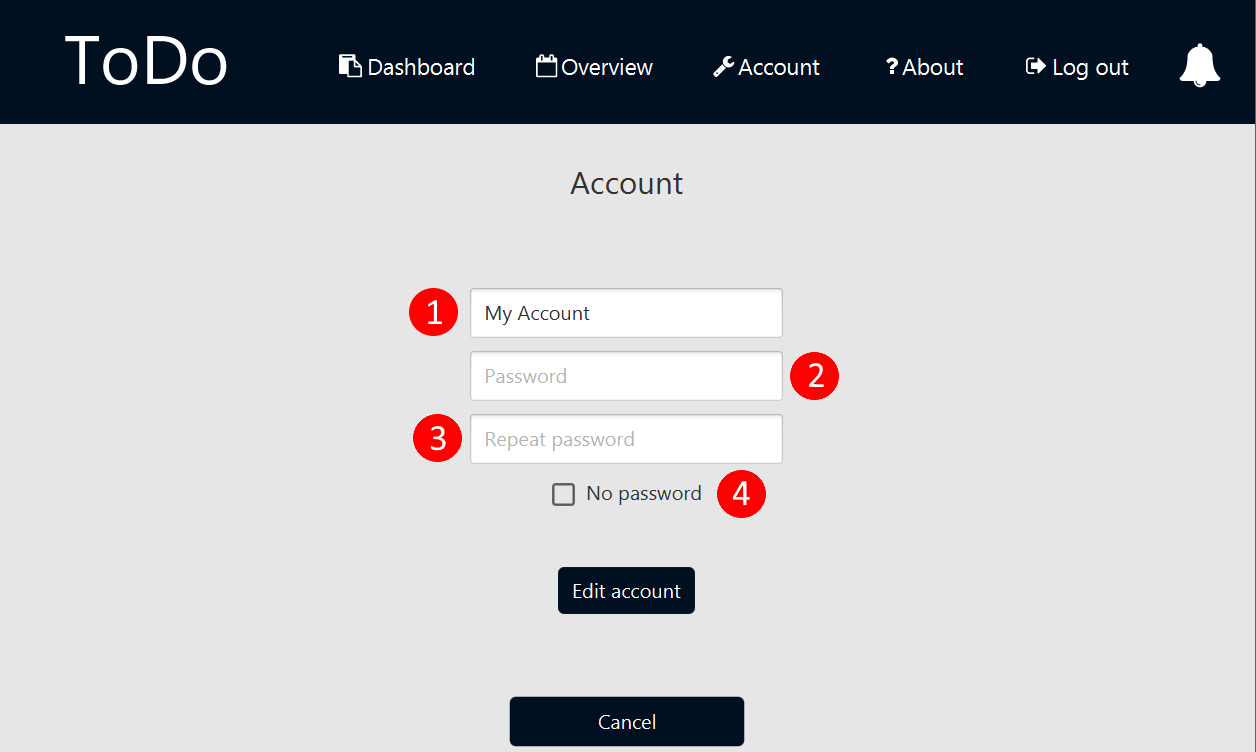 ToDo Dashboard Overview Account ? About Log out
Account
1 My Account
Password 2
3 Repeat password
No password 4
Edit account
Cancel